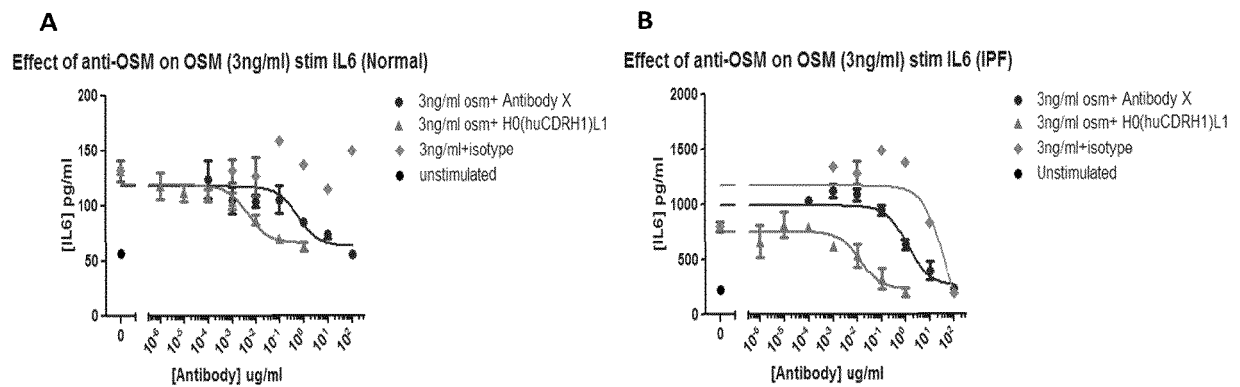 A
Effect of anti-OSM on OSM (3ng/ml) stim IL6 (Normal)
200
150
100
50
0
[IL6] pg/ml
0
10-6
10-5
10-4
10-3
10-2
10-1
100
101
102
[Antibody] ug/ml
3ng/ml osm+ Antibody X
3ng/ml osm+ H0(huCDRH1)L1
3ng/ml+isotype
unstimulated
B
Effect of anti-OSM on OSM (3ng/ml) stim IL6 (IPF)
2000
1500
1000
500
0
[IL6] pg/ml
0
10-6
10-5
10-4
10-3
10-2
10-1
100
101
102
[Antibody] ug/ml
3ng/ml osm+ Antibody X
3ng/ml osm+ H0(huCDRH1)L1
3ng/ml+isotype
Unstimulated